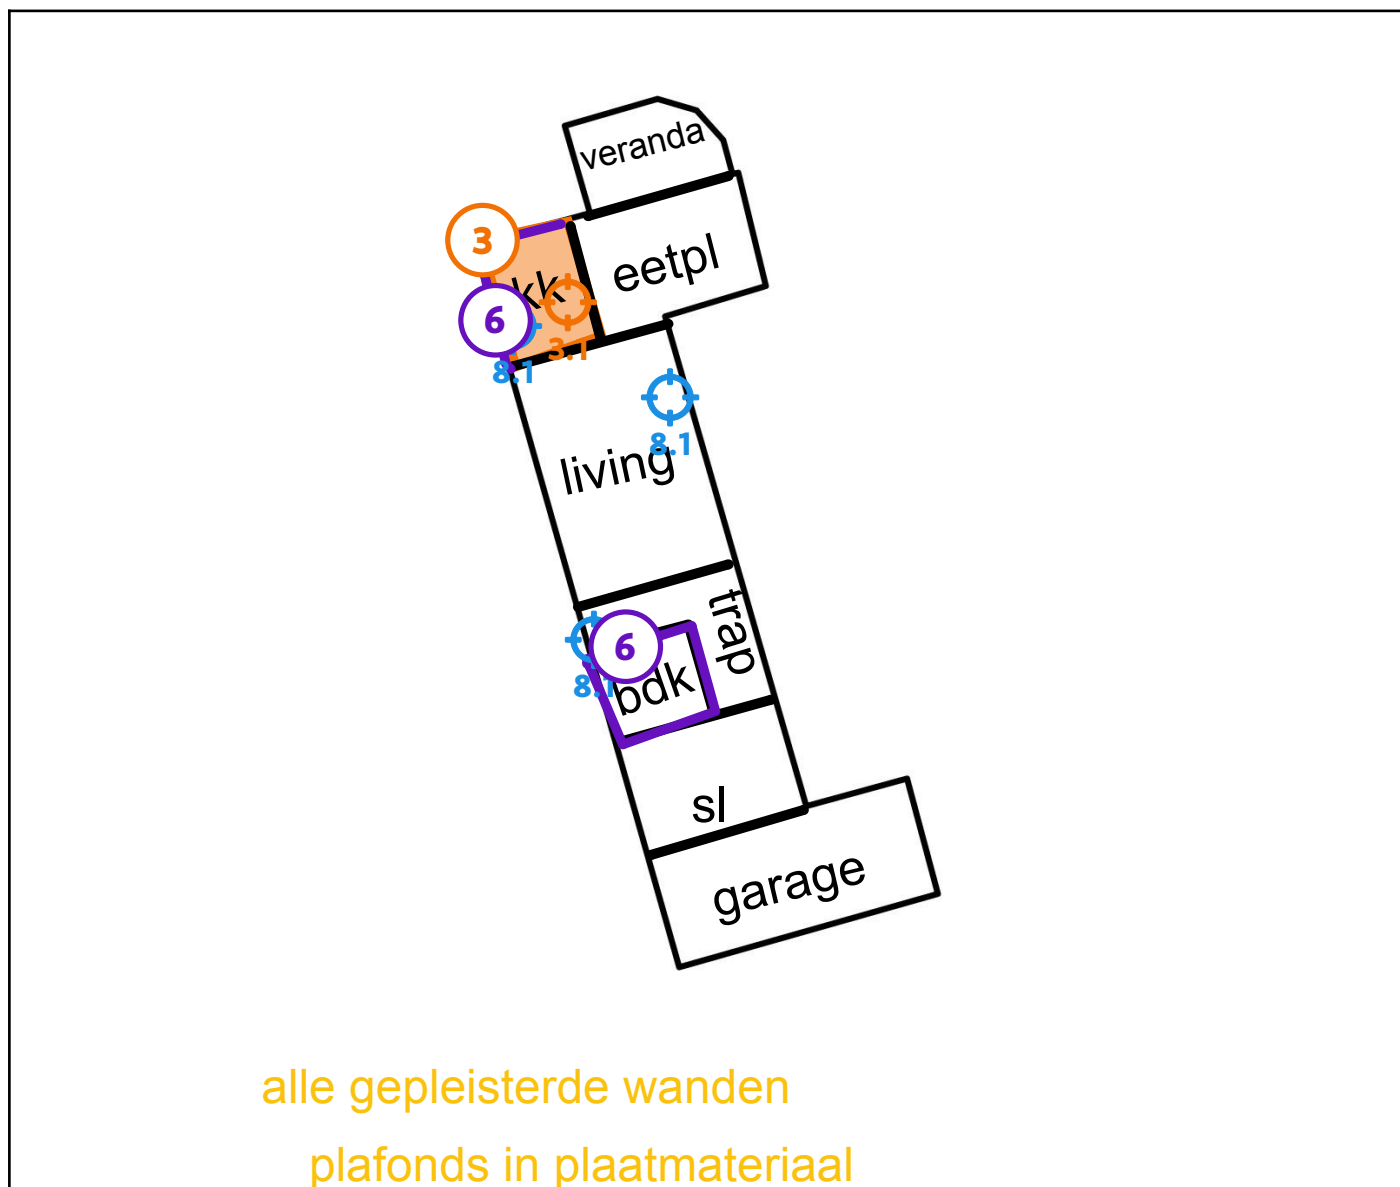 veranda
3
eetpl
kk
6
3.1
8.1
8.1
living
trap
6
8.1
bdk
sl
garage
alle gepleisterde wanden
plafonds in plaatmateriaal